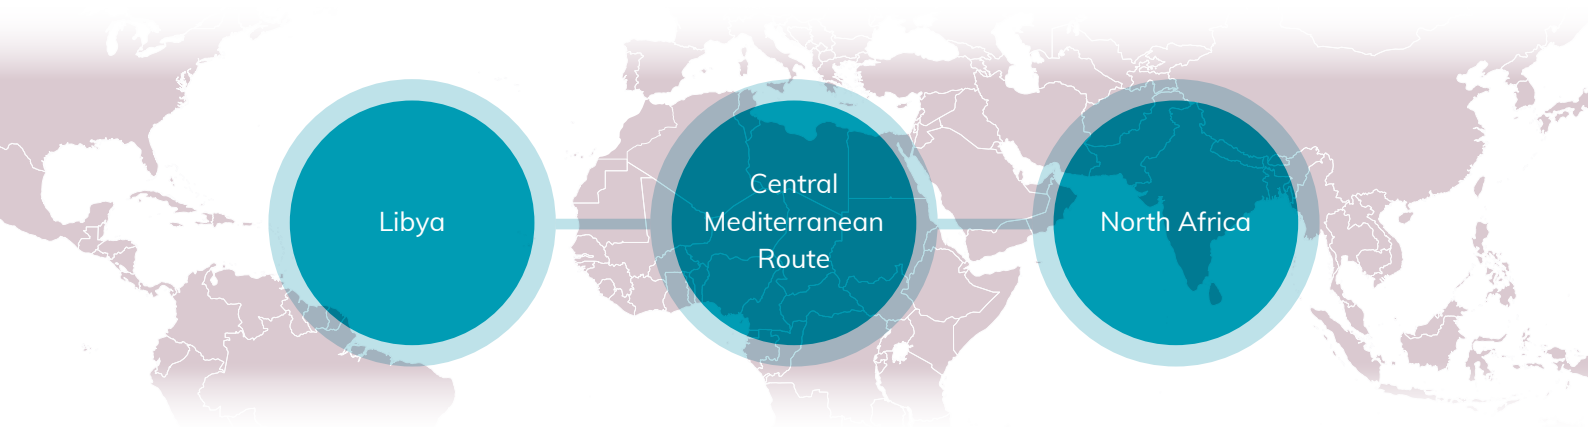 Libya
Central
Mediterranean
Route
North Africa